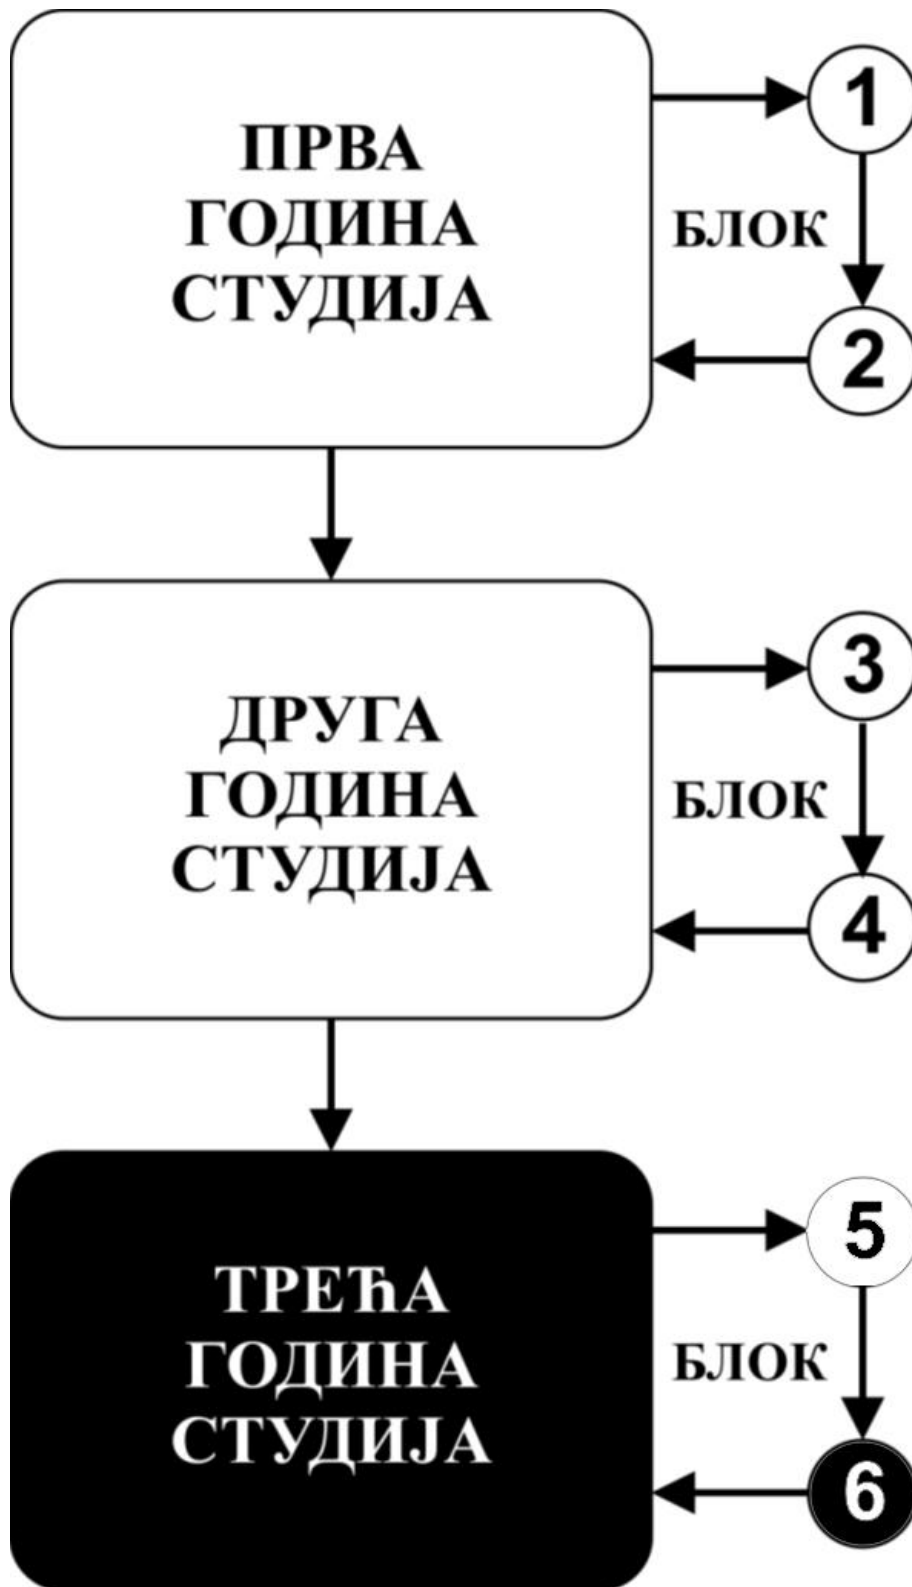 ПРВА
ГОДИНА
СТУДИЈА
1
БЛОК
2
ДРУГА
ГОДИНА
СТУДИЈА
3
БЛОК
4
ТРЕЋА
ГОДИНА
СТУДИЈА
5
БЛОК
6